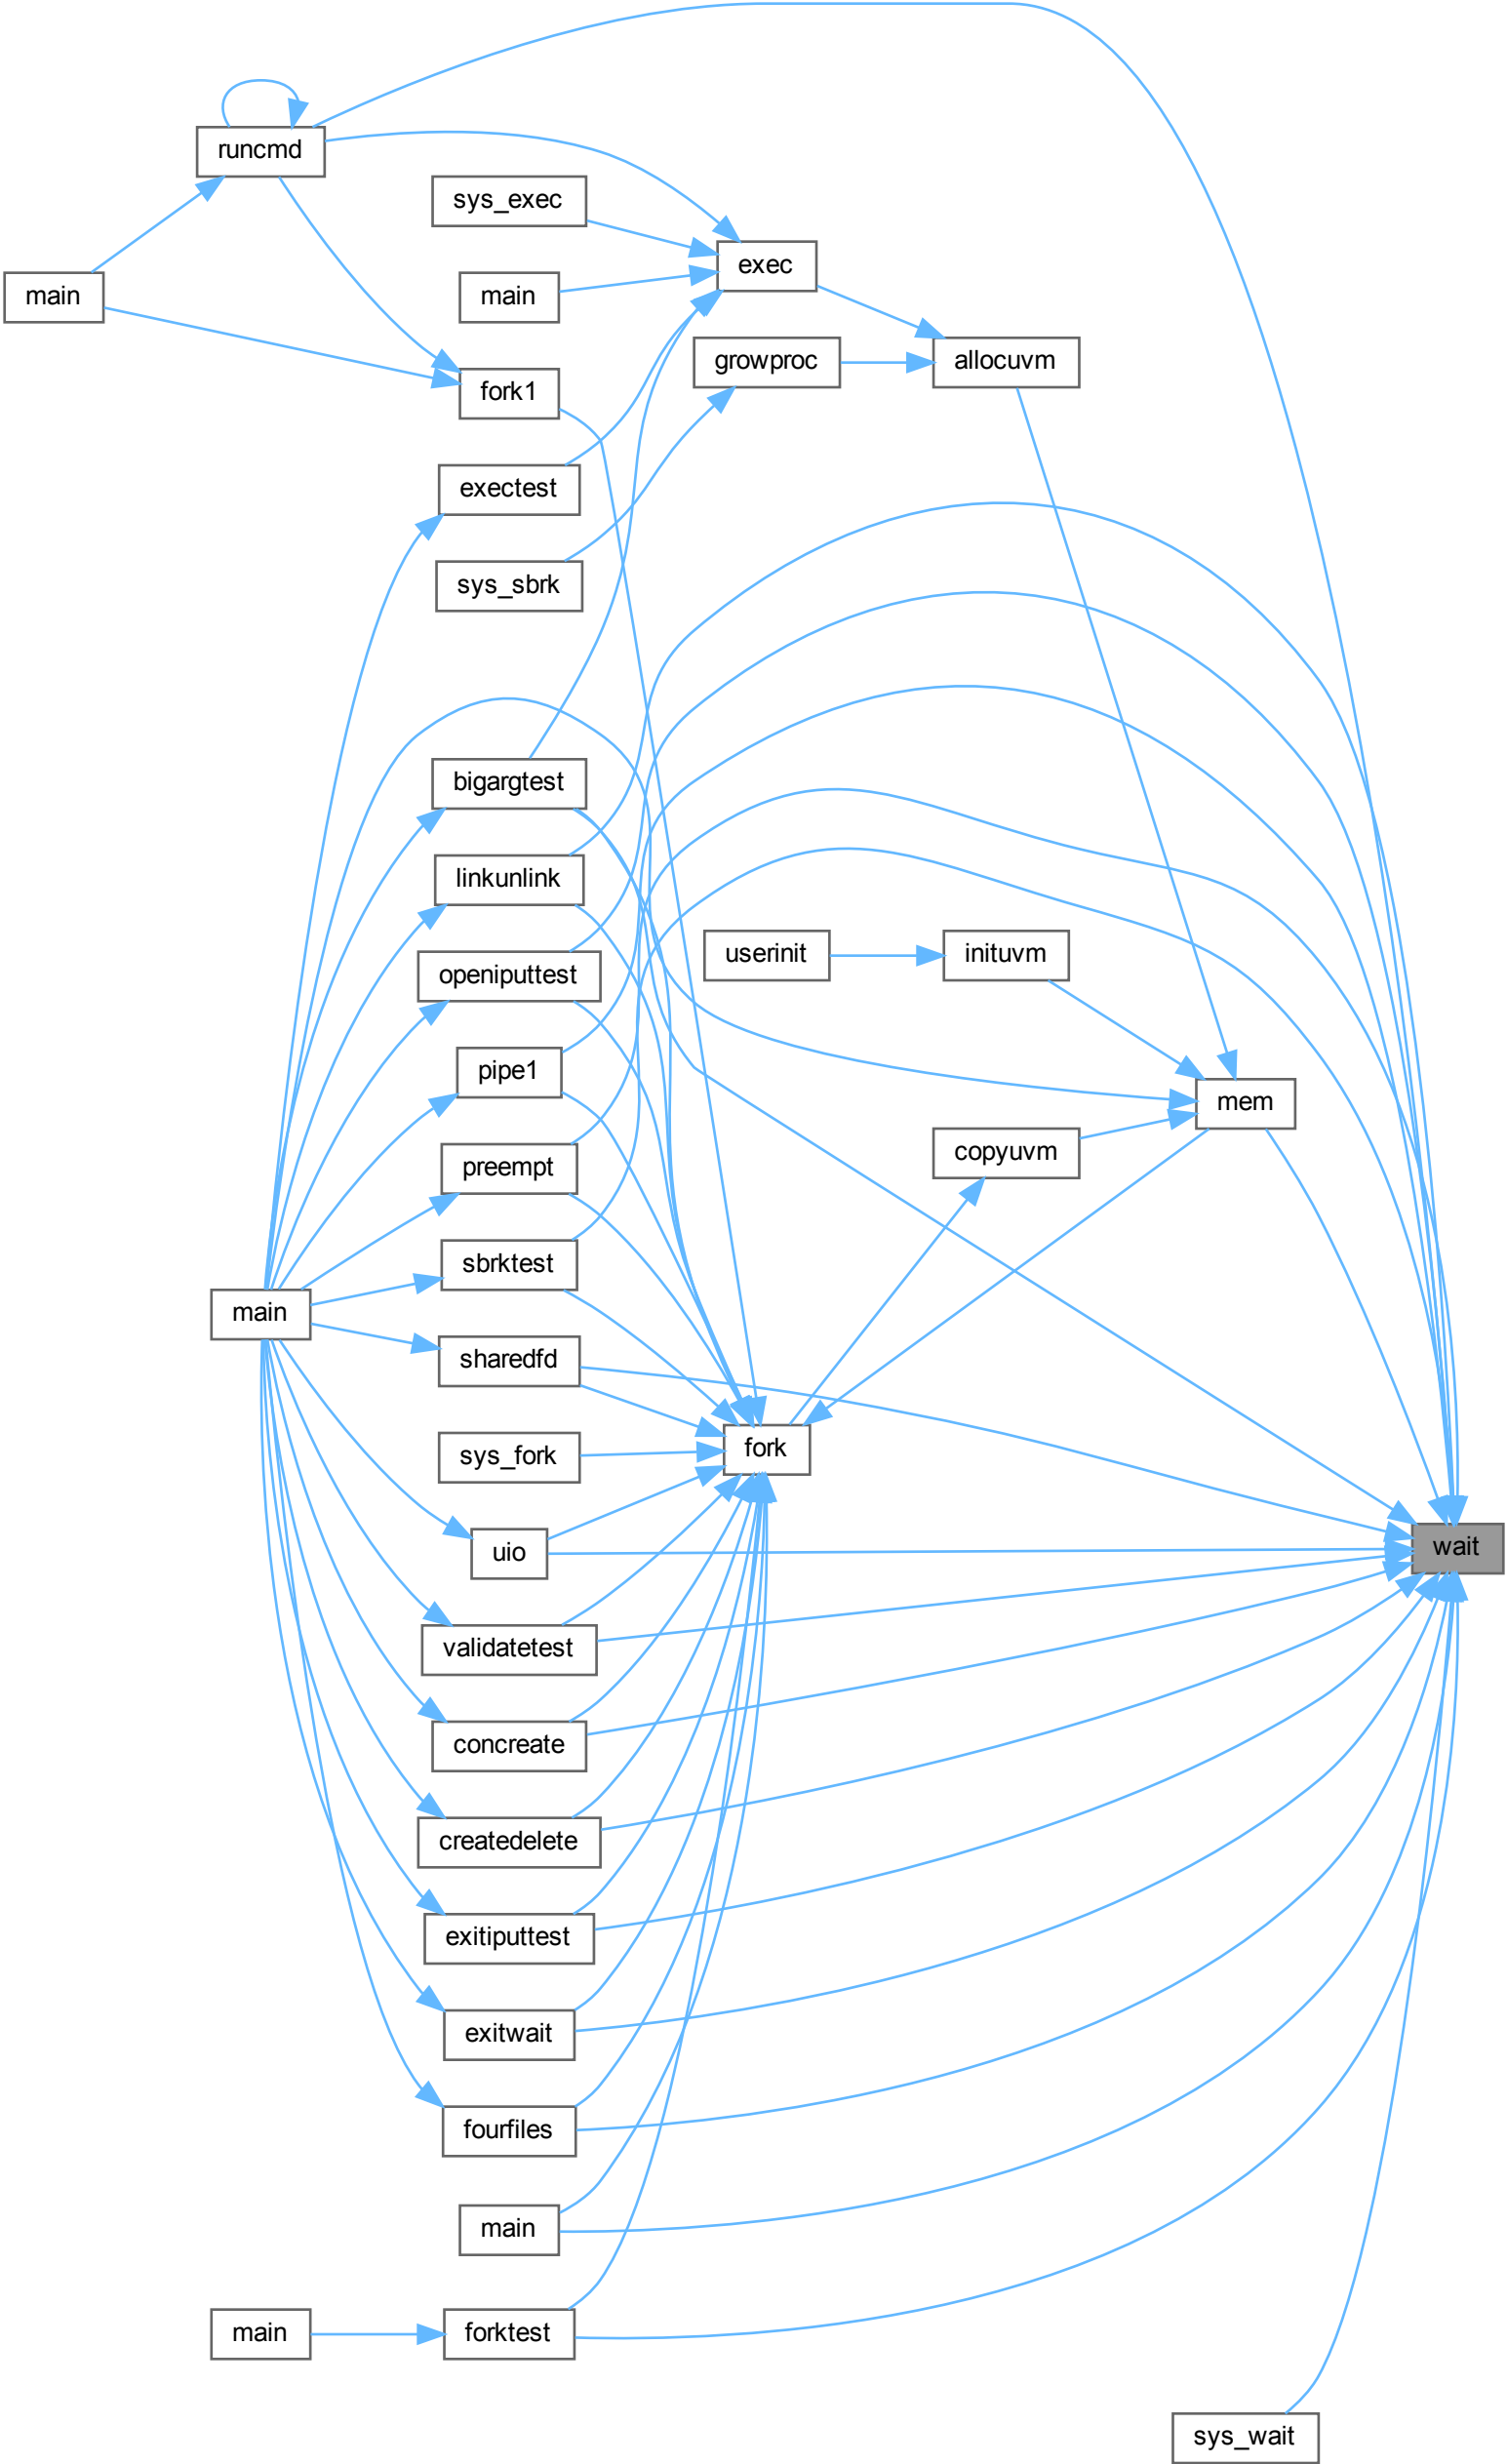 runcmd
sys_exec
exec
main
main
growproc
allocuvm
fork1
exectest
sys_sbrk
bigargtest
linkunlink
userinit
inituvm
openiputtest
pipe1
mem
preempt
copyuvm
sbrktest
main
sharedfd
fork
sys_fork
uio
wait
validatetest
concreate
createdelete
exitiputtest
exitwait
fourfiles
main
main
forktest
sys_wait